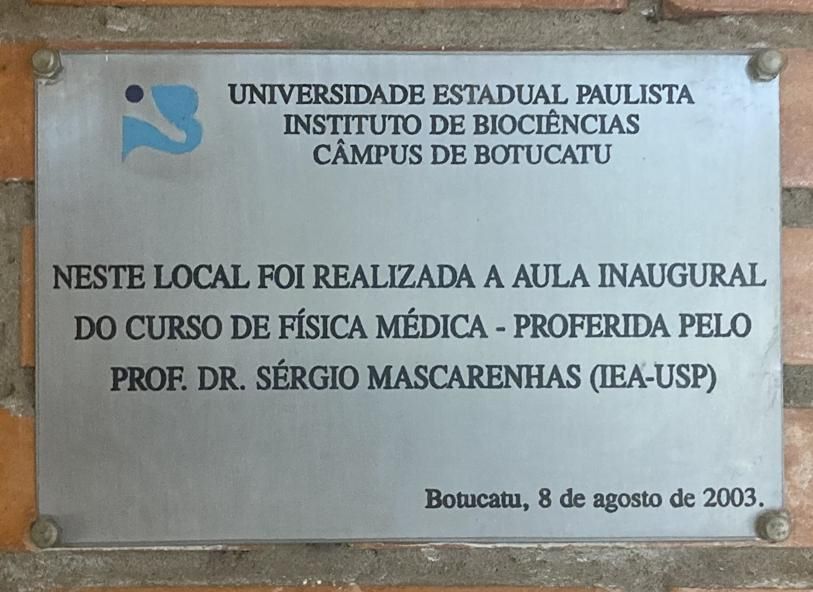 UNIVERSIDADE ESTADUAL PAULISTA
INSTITUTO DE BIOCIÊNCIAS
CÂMPUS DE BOTUCATU
NESTE LOCAL FOI REALIZADA A AULA INAUGURAL
DO CURSO DE FÍSICA MÉDICA - PROFERIDA PELO
PROF. DR. SÉRGIO MASCARENHAS (IEA-USP)
Botucatu, 8 de agosto de 2003.